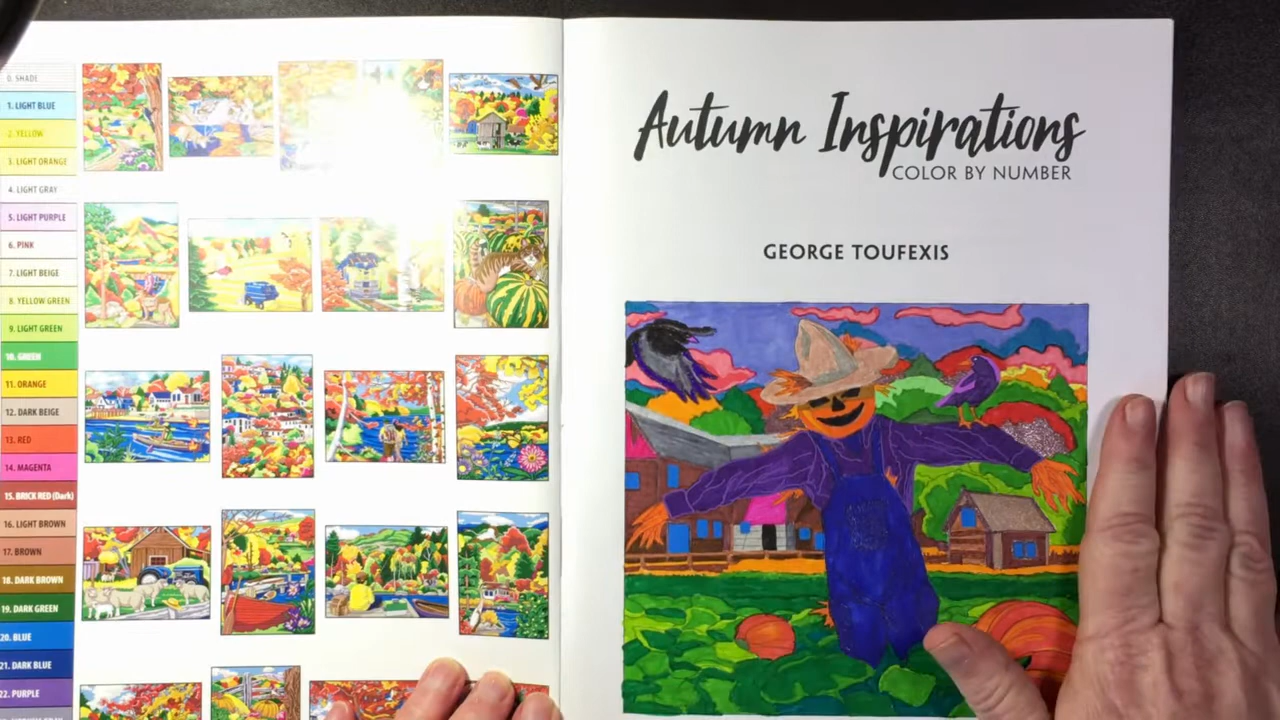 0. SHADE
1. LIGHT BLUE
2. YELLOW
3. LIGHT ORANGE
4. LIGHT GRAY
5. LIGHT PURPLE
6. PINK
7. LIGHT BEIGE
8. YELLOW GREEN
9. LIGHT GREEN
10. GREEN
11. ORANGE
12. DARK BEIGE
13. RED
14. MAGENTA
15. BRICK RED (Dark)
16. LIGHT BROWN
17. BROWN
18. DARK BROWN
19. DARK GREEN
20. BLUE
21. DARK BLUE
22. PURPLE
Autumn Inspirations
COLOR BY NUMBER
GEORGE TOUFEXIS